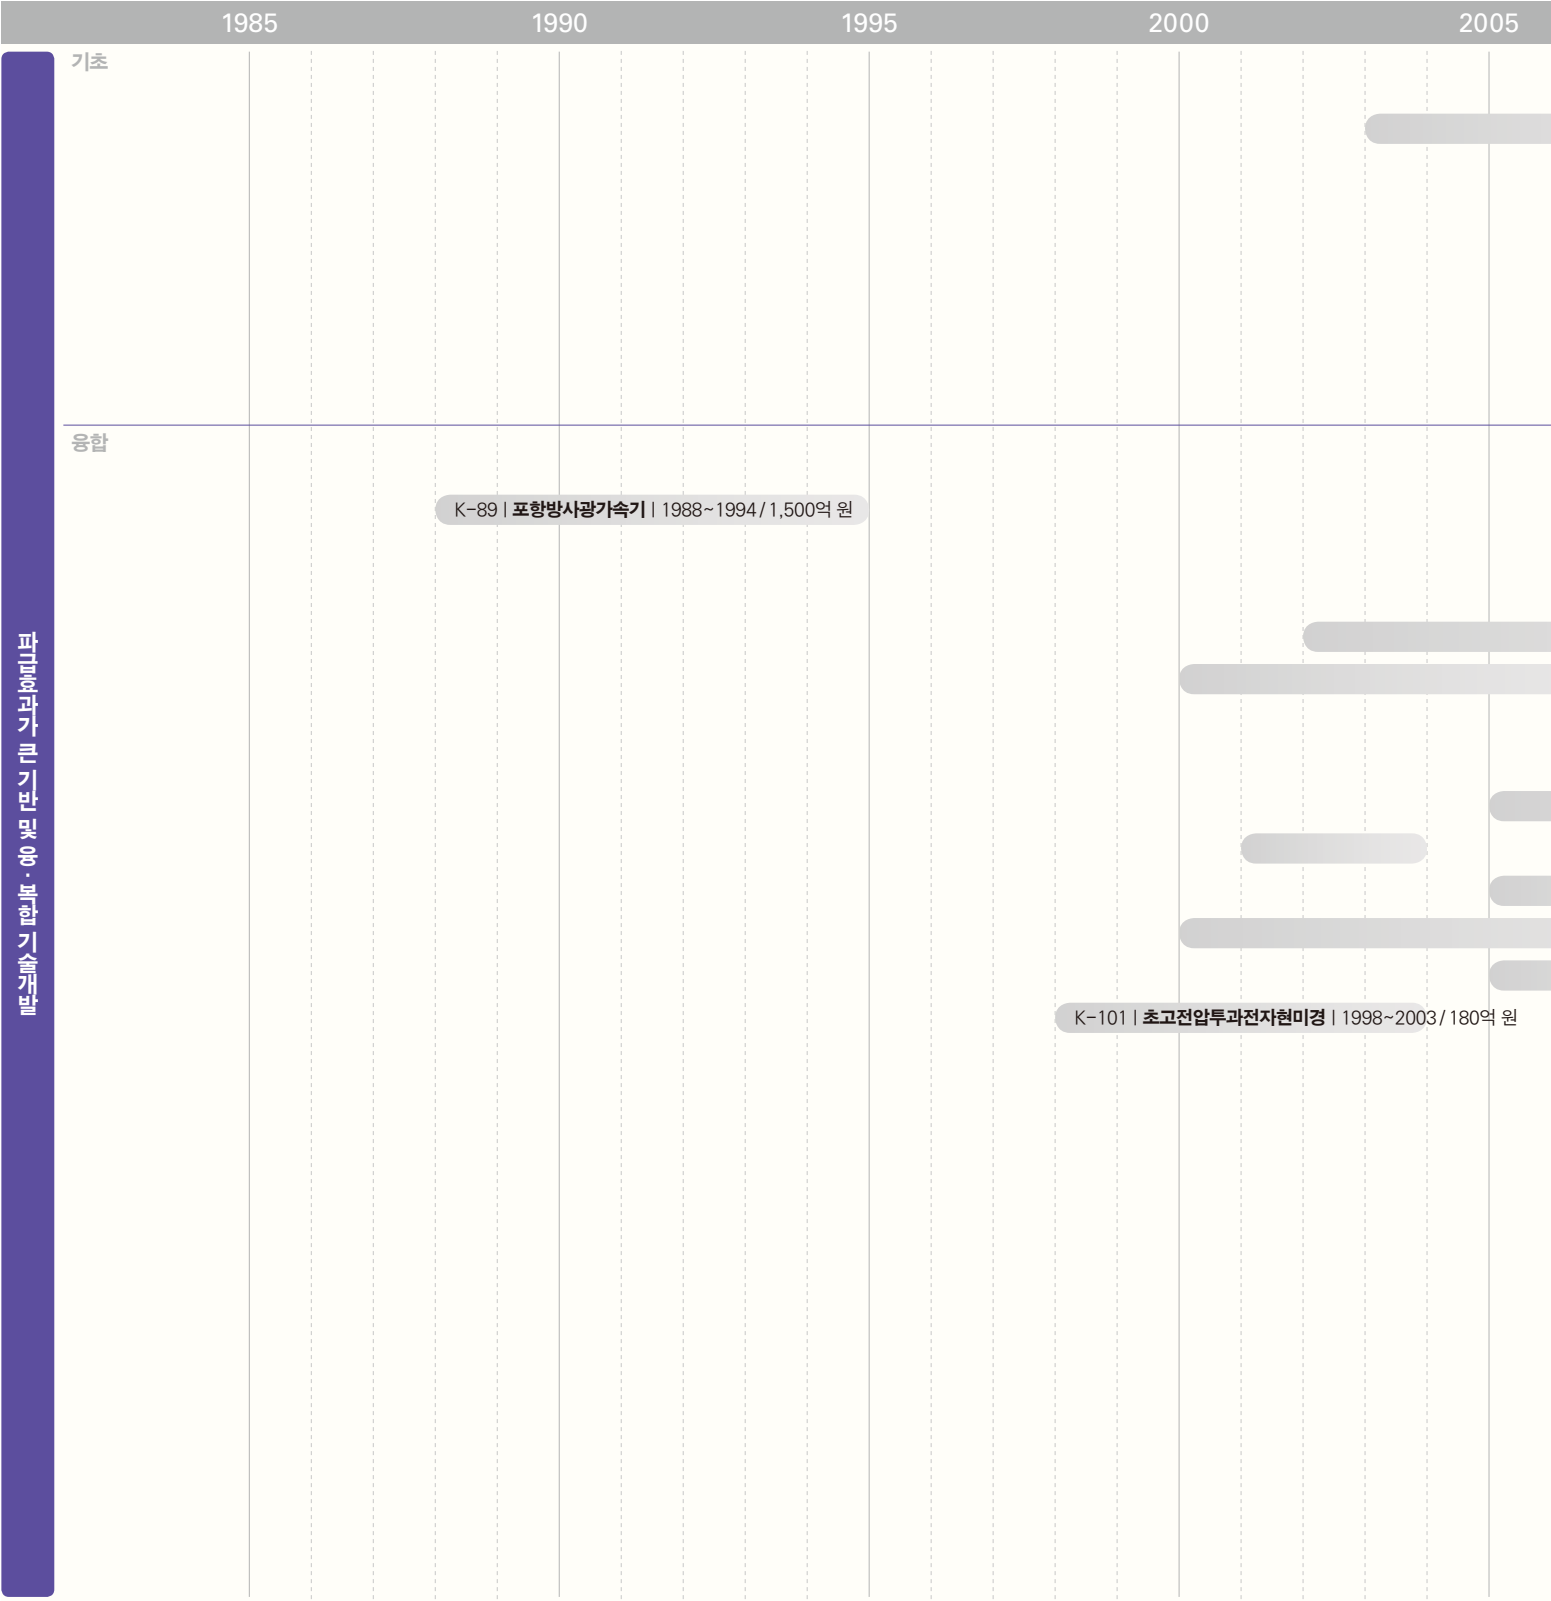 1985
1990
1995
2000
2005
기초
융합
K-89 | 포항방사광가속기 | 1988~1994 / 1,500억 원
파급효과가 큰 기반 및 융·복합 기술개발
K-101 | 초고전압투과전자현미경 | 1998~2003 / 180억 원